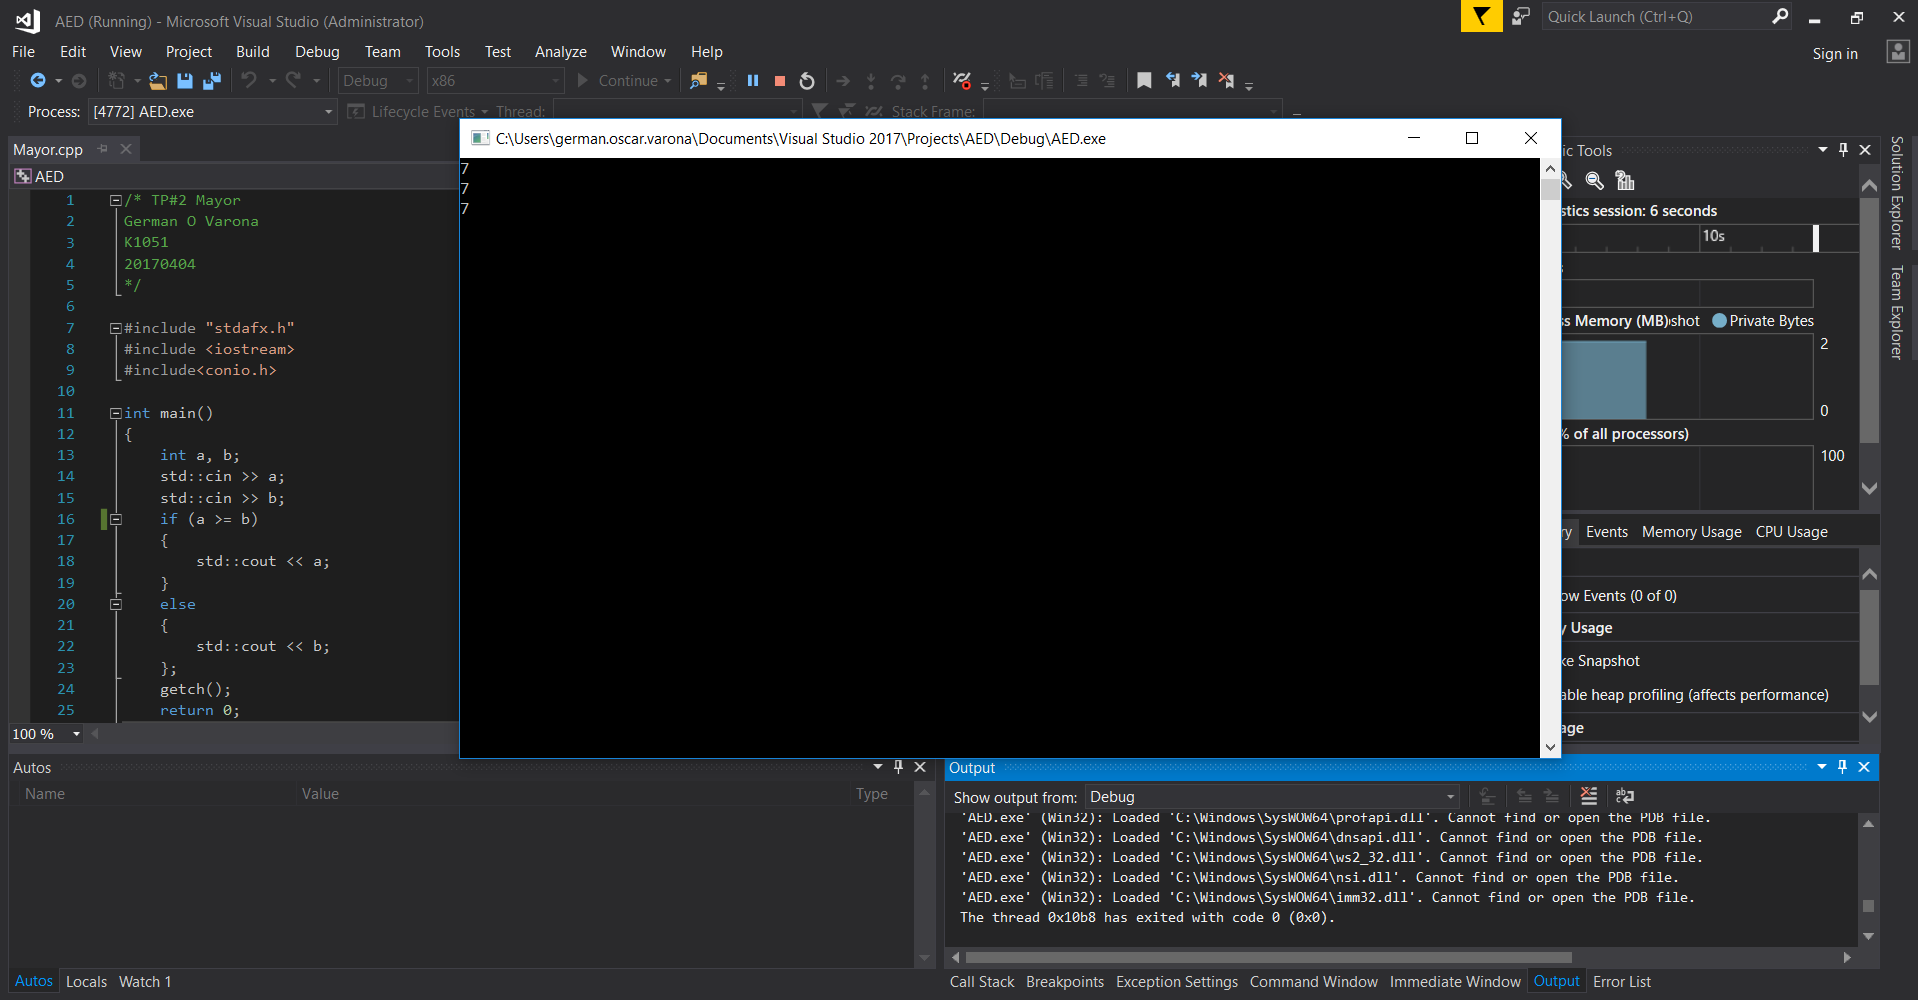 AED (Running) - Microsoft Visual Studio (Administrator)
Quick Launch (Ctrl+Q)
File Edit View Project Build Debug Team Tools Test Analyze Window Help
Sign in
Debug x86 Continue
Process: [4772] AED.exe Lifecycle Events Thread: Stack Frame:
Mayor.cpp
AED
1 /* TP#2 Mayor
2 German O Varona
3 K1051
4 20170404
5 */
6
7 #include "stdafx.h"
8 #include <iostream>
9 #include<conio.h>
10
11 int main()
12 {
13 int a, b;
14 std::cin >> a;
15 std::cin >> b;
16 if (a >= b)
17 {
18 std::cout << a;
19 }
20 else
21 {
22 std::cout << b;
23 };
24 getch();
25 return 0;
100 %
C:\Users\german.oscar.varona\Documents\Visual Studio 2017\Projects\AED\Debug\AED.exe
7
7
7
ic Tools
stics session: 6 seconds
10s
s Memory (MB)
shot
Private Bytes
2
0
% of all processors)
100
ry Events Memory Usage CPU Usage
ow Events (0 of 0)
y Usage
ke Snapshot
able heap profiling (affects performance)
age
Solution Explorer
Team Explorer
Autos
Name Value Type
Autos Locals Watch 1
Output
Show output from: Debug
'AED.exe' (Win32): Loaded 'C:\Windows\SysWOW64\profapi.dll'. Cannot find or open the PDB file.
'AED.exe' (Win32): Loaded 'C:\Windows\SysWOW64\dnsapi.dll'. Cannot find or open the PDB file.
'AED.exe' (Win32): Loaded 'C:\Windows\SysWOW64\ws2_32.dll'. Cannot find or open the PDB file.
'AED.exe' (Win32): Loaded 'C:\Windows\SysWOW64\nsi.dll'. Cannot find or open the PDB file.
'AED.exe' (Win32): Loaded 'C:\Windows\SysWOW64\imm32.dll'. Cannot find or open the PDB file.
The thread 0x10b8 has exited with code 0 (0x0).
Call Stack Breakpoints Exception Settings Command Window Immediate Window Output Error List